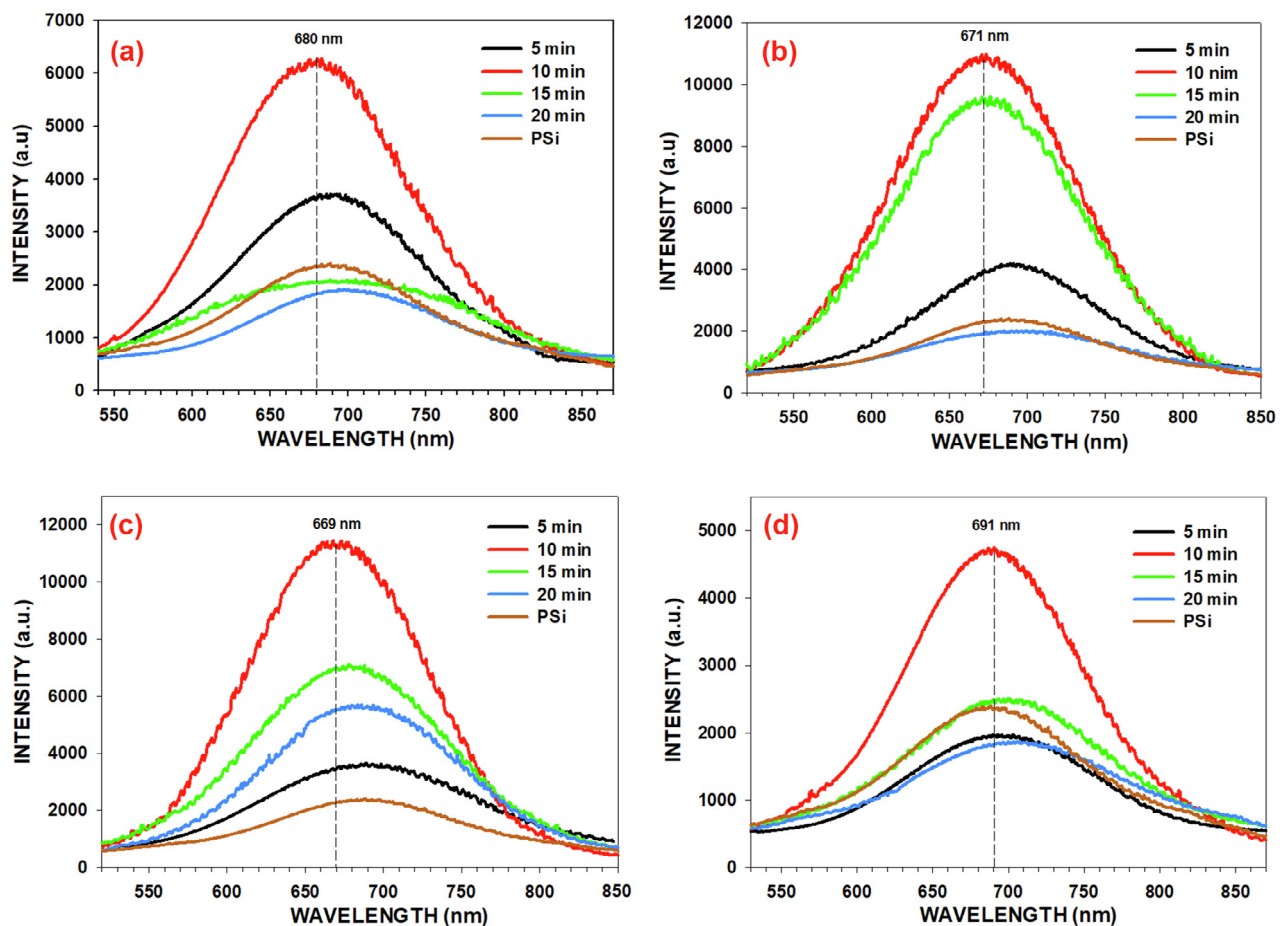 (a)
680 nm
5 min
10 min
15 min
20 min
PSi
7000
6000
5000
4000
3000
2000
1000
0
INTENSITY (a.u)
550 600 650 700 750 800 850
WAVELENGTH (nm)
(b)
671 nm
5 min
10 nim
15 min
20 min
PSi
12000
10000
8000
6000
4000
2000
0
INTENSITY (a.u)
550 600 650 700 750 800 850
WAVELENGTH (nm)
(c)
669 nm
5 min
10 min
15 min
20 min
PSi
12000
10000
8000
6000
4000
2000
0
INTENSITY (a.u.)
550 600 650 700 750 800 850
WAVELENGTH (nm)
(d)
691 nm
5 min
10 min
15 min
20 min
PSi
5000
4000
3000
2000
1000
0
INTENSITY (a.u.)
550 600 650 700 750 800 850
WAVELENGTH (nm)